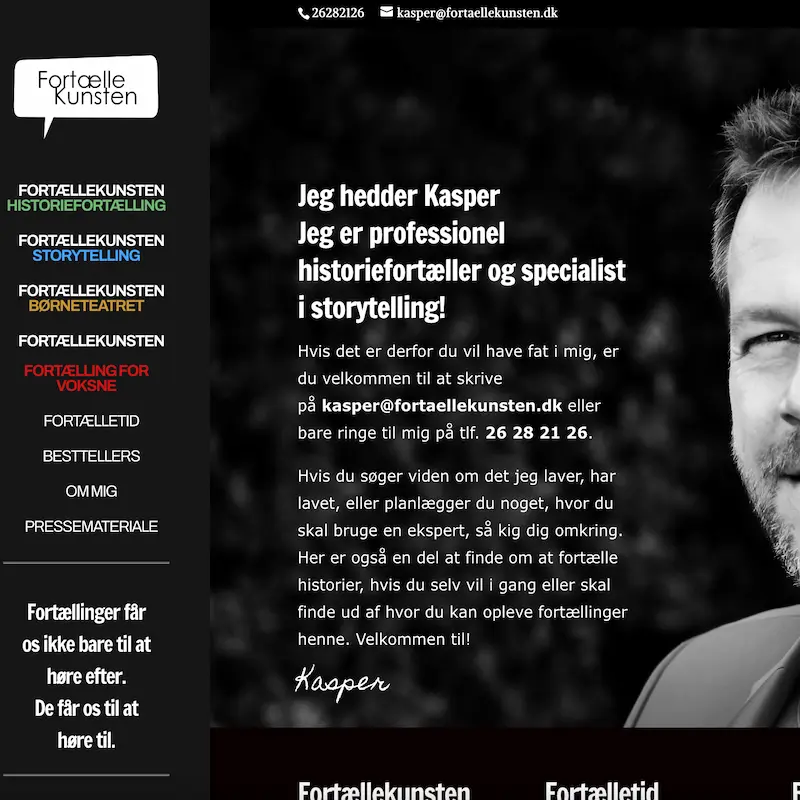 26282126 kasper@fortaellekunsten.dk
Fortælle
Kunsten
FORTÆLLEKUNSTEN
HISTORIEFORTÆLLING
FORTÆLLEKUNSTEN
STORYTELLING
FORTÆLLEKUNSTEN
BØRNETEATRET
FORTÆLLEKUNSTEN
FORTÆLLING FOR
VOKSNE
FORTÆLLETID
BESTTELLERS
OM MIG
PRESSEMATERIALE
Fortællinger får
os ikke bare til at
høre efter.
De får os til at
høre til.
Jeg hedder Kasper
Jeg er professionel
historiefortæller og specialist
i storytelling!
Hvis det er derfor du vil have fat i mig, er
du velkommen til at skrive
på kasper@fortaellekunsten.dk eller
bare ringe til mig på tlf. 26 28 21 26.
Hvis du søger viden om det jeg laver, har
lavet, eller planlægger du noget, hvor du
skal bruge en ekspert, så kig dig omkring.
Her er også en del at finde om at fortælle
historier, hvis du selv vil i gang eller skal
finde ud af hvor du kan opleve fortællinger
henne. Velkommen til!
Kasper
Fortællekunsten Fortælletid